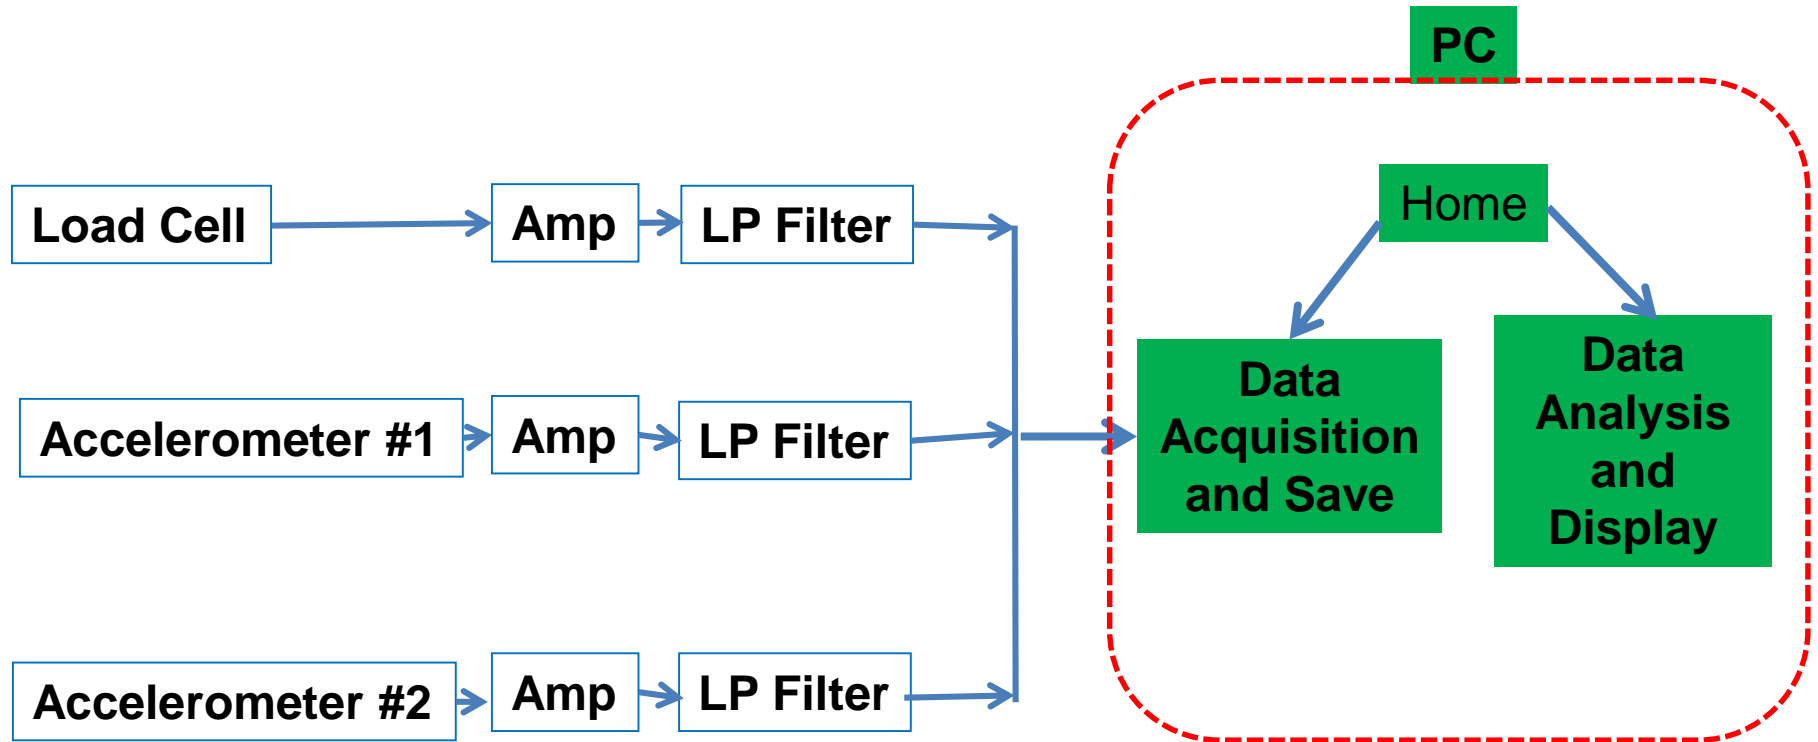 PC
Home
Load Cell
Amp
LP Filter
Accelerometer #1
Amp
LP Filter
Accelerometer #2
Amp
LP Filter
Data
Acquisition
and Save
Data
Analysis
and
Display